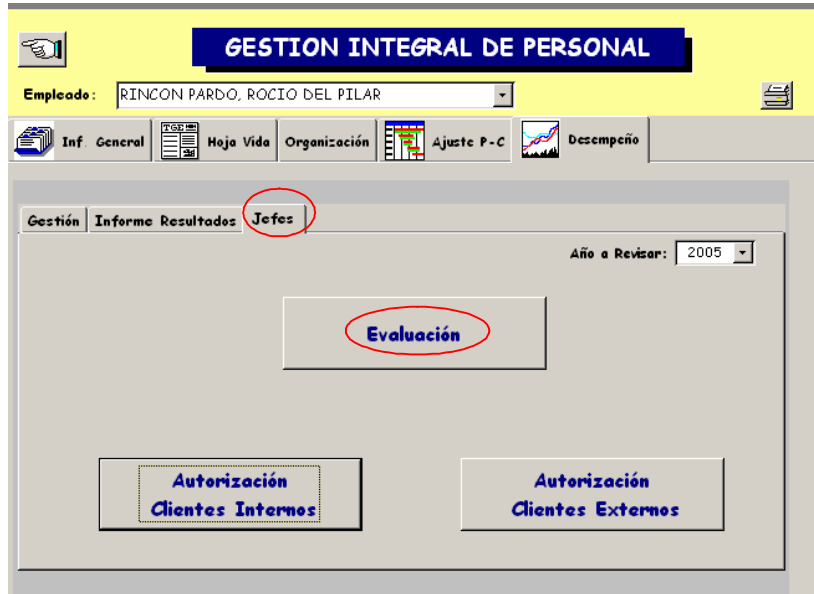 GESTION INTEGRAL DE PERSONAL
Empleado: RINCON PARDO, ROCIO DEL PILAR
Inf. General Hoja Vida Organización Ajuste P-C Desempeño
Gestión Informe Resultados Jefes
Año a Revisar: 2005
Evaluación
Autorización
Clientes Internos
Autorización
Clientes Externos